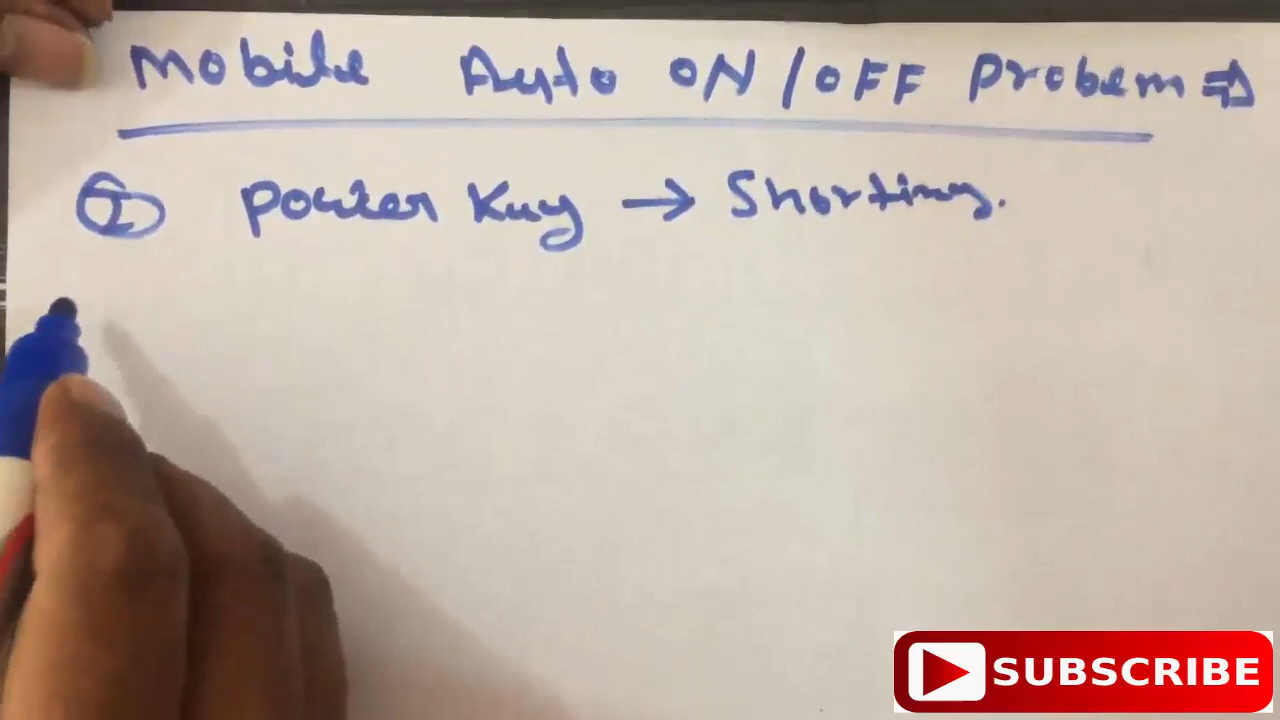 Mobile Auto ON/OFF Probem ⇒
① Power Key → Shorting.
SUBSCRIBE